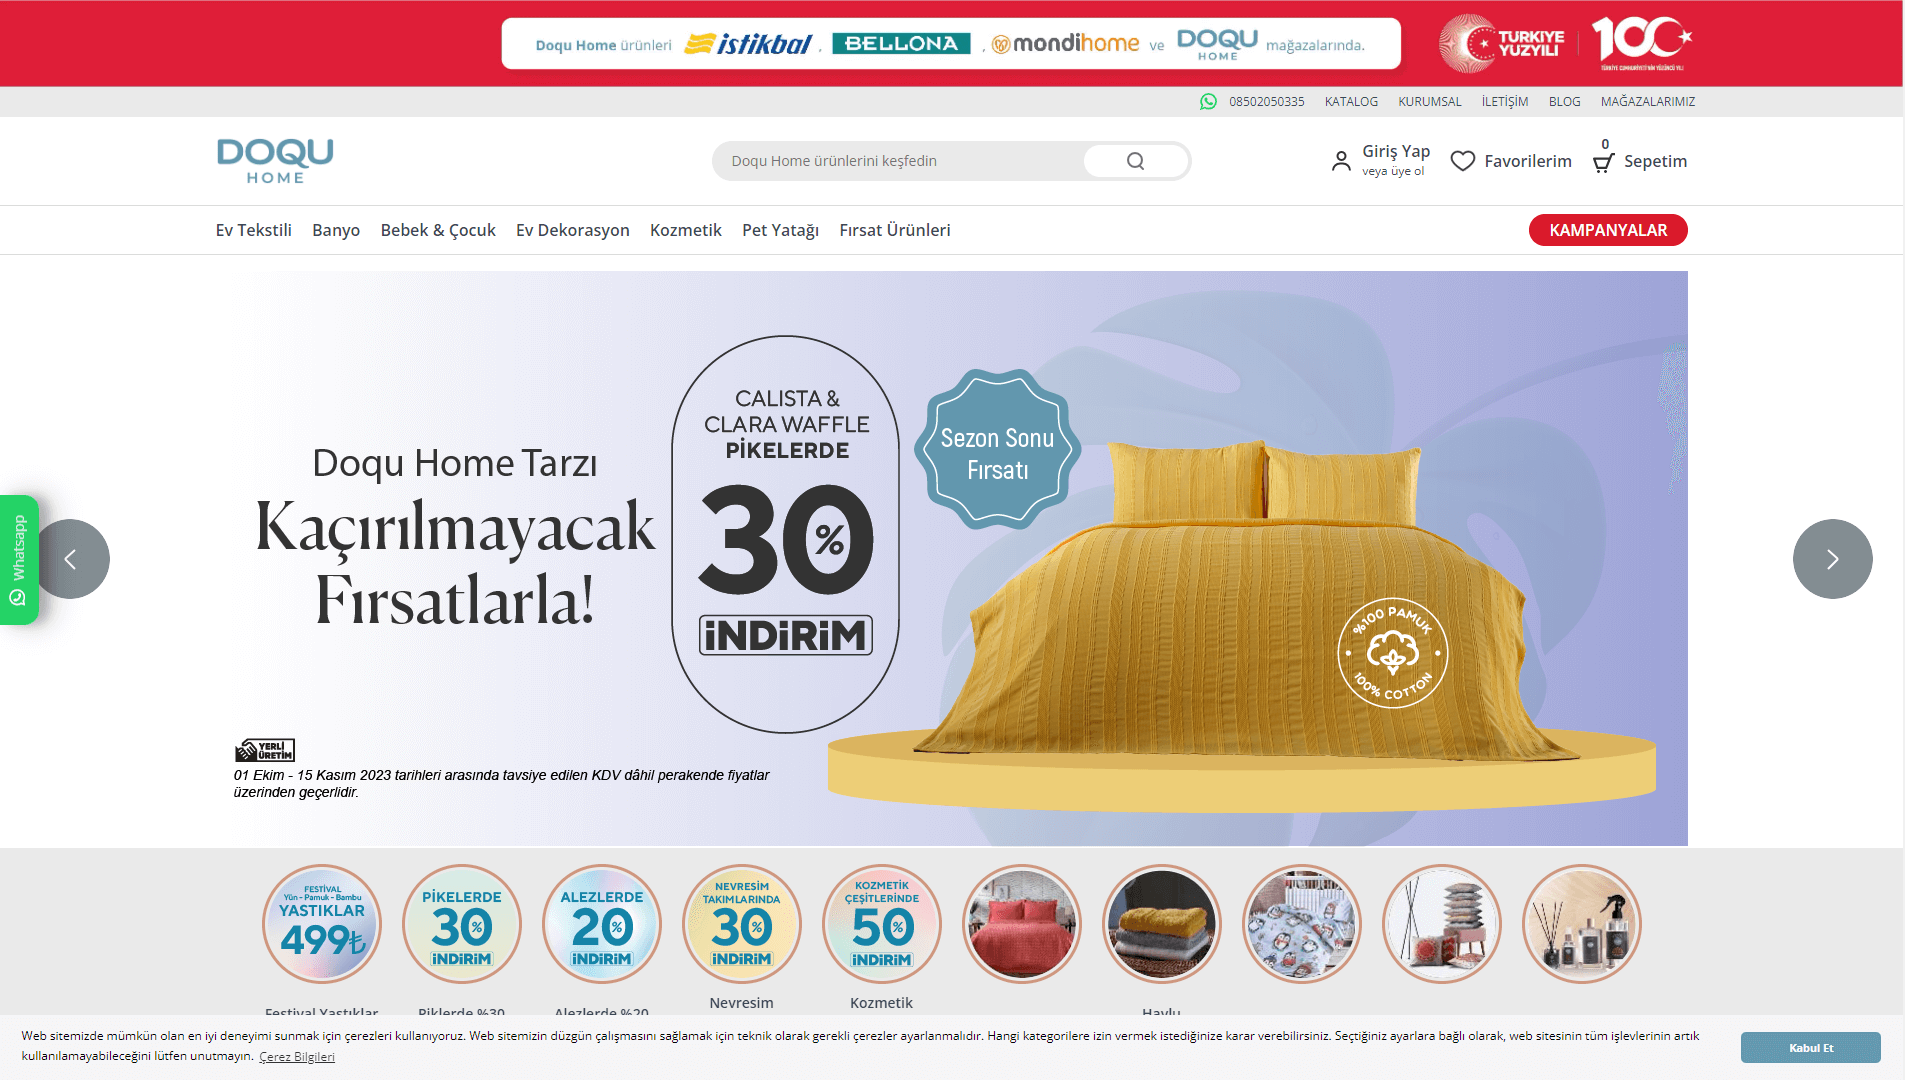 Doqu Home ürünleri istikbal , BELLONA , mondihome ve DOQU HOME mağazalarında.
TÜRKİYE YÜZYILI
100
TÜRKİYE CUMHURİYETİ'NİN YÜZÜNCÜ YILI
08502050335 KATALOG KURUMSAL İLETİŞİM BLOG MAĞAZALARIMIZ
DOQU
HOME
Doqu Home ürünlerini keşfedin
Giriş Yap
veya üye ol
Favorilerim
0
Sepetim
Ev Tekstili Banyo Bebek & Çocuk Ev Dekorasyon Kozmetik Pet Yatağı Fırsat Ürünleri
KAMPANYALAR
Doqu Home Tarzı
Kaçırılmayacak
Fırsatlarla!
CALISTA &
CLARA WAFFLE
PİKELERDE
30%
İNDİRİM
Sezon Sonu
Fırsatı
%100 PAMUK
100% COTTON
Whatsapp
YERLİ
ÜRETİM
01 Ekim - 15 Kasım 2023 tarihleri arasında tavsiye edilen KDV dâhil perakende fiyatlar
üzerinden geçerlidir.
FESTİVAL
Yün - Pamuk - Bambu
YASTIKLAR
499₺
PİKELERDE
30%
İNDİRİM
ALEZLERDE
20%
İNDİRİM
NEVRESİM
TAKIMLARINDA
30%
İNDİRİM
KOZMETİK
ÇEŞİTLERİNDE
50%
İNDİRİM
Festival Yastıklar
Piklerde %30
Alezlerde %20
Nevresim
Kozmetik
Havlu
Web sitemizde mümkün olan en iyi deneyimi sunmak için çerezleri kullanıyoruz. Web sitemizin düzgün çalışmasını sağlamak için teknik olarak gerekli çerezler ayarlanmalıdır. Hangi kategorilere izin vermek istediğinize karar verebilirsiniz. Seçtiğiniz ayarlara bağlı olarak, web sitesinin tüm işlevlerinin artık
kullanılamayabileceğini lütfen unutmayın. Çerez Bilgileri
Kabul Et